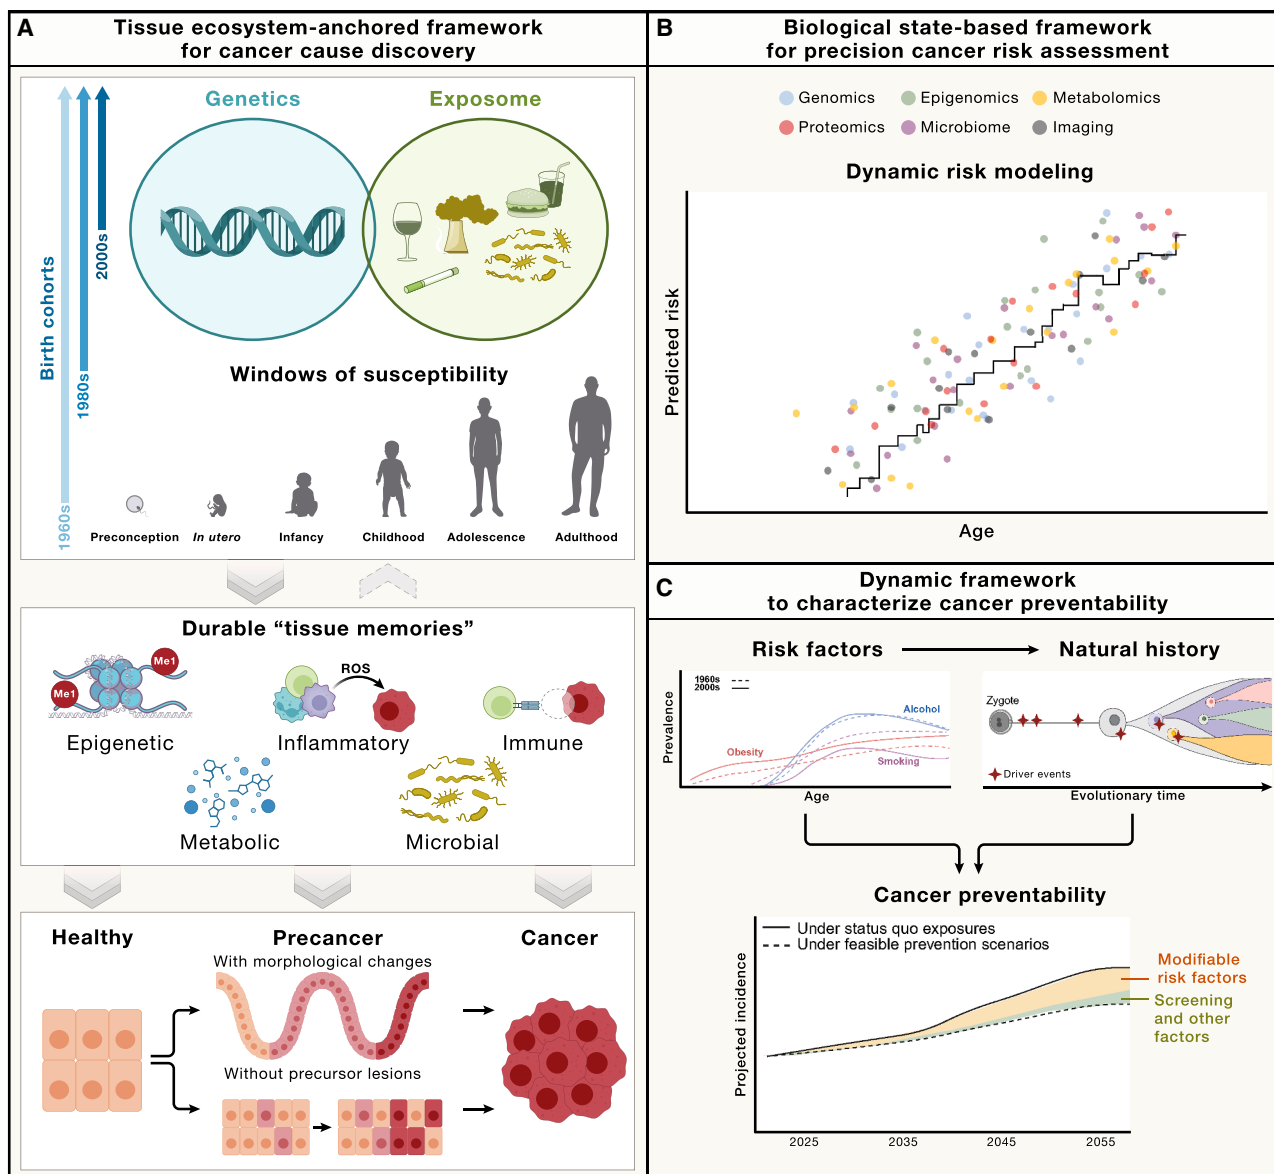 A
Tissue ecosystem-anchored framework
for cancer cause discovery
Genetics
Exposome
Birth cohorts
1960s
1980s
2000s
Windows of susceptibility
Preconception
In utero
Infancy
Childhood
Adolescence
Adulthood
Durable “tissue memories”
Me1
Me1
ROS
Epigenetic
Inflammatory
Immune
Metabolic
Microbial
Healthy
Precancer
Cancer
With morphological changes
Without precursor lesions
B
Biological state-based framework
for precision cancer risk assessment
Genomics
Epigenomics
Metabolomics
Proteomics
Microbiome
Imaging
Dynamic risk modeling
Predicted risk
Age
C
Dynamic framework
to characterize cancer preventability
Risk factors
Natural history
1960s
2000s
Prevalence
Alcohol
Obesity
Smoking
Age
Zygote
Driver events
Evolutionary time
Cancer preventability
Under status quo exposures
Under feasible prevention scenarios
Projected incidence
Modifiable
risk factors
Screening
and other
factors
2025
2035
2045
2055